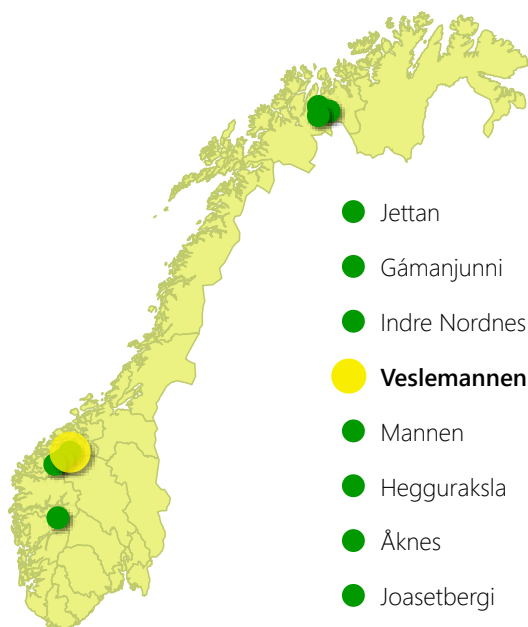 Jettan
Gámanjunni
Indre Nordnes
Veslemannen
Mannen
Hegguraksla
Åknes
Joasetbergi